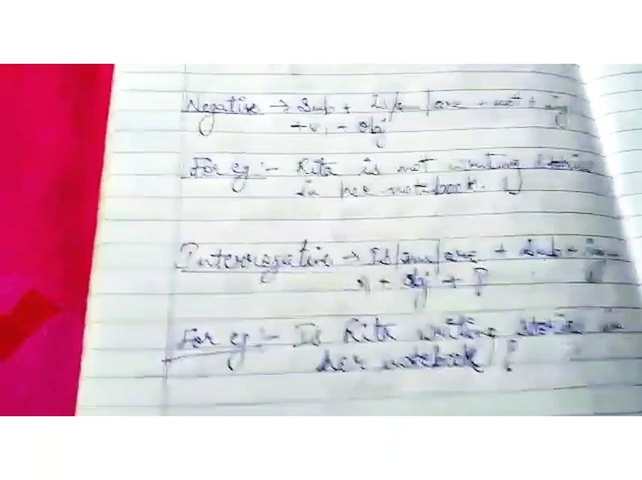 Negative → Sub + Is/am/are + not + ing
+ v1 + obj
For eg :- Rita is not writing stories
in her notebook.
Interrogative → Is/am/are + sub + ing
+ obj + ?
For eg :- Is Rita writing stories in
her notebook ?